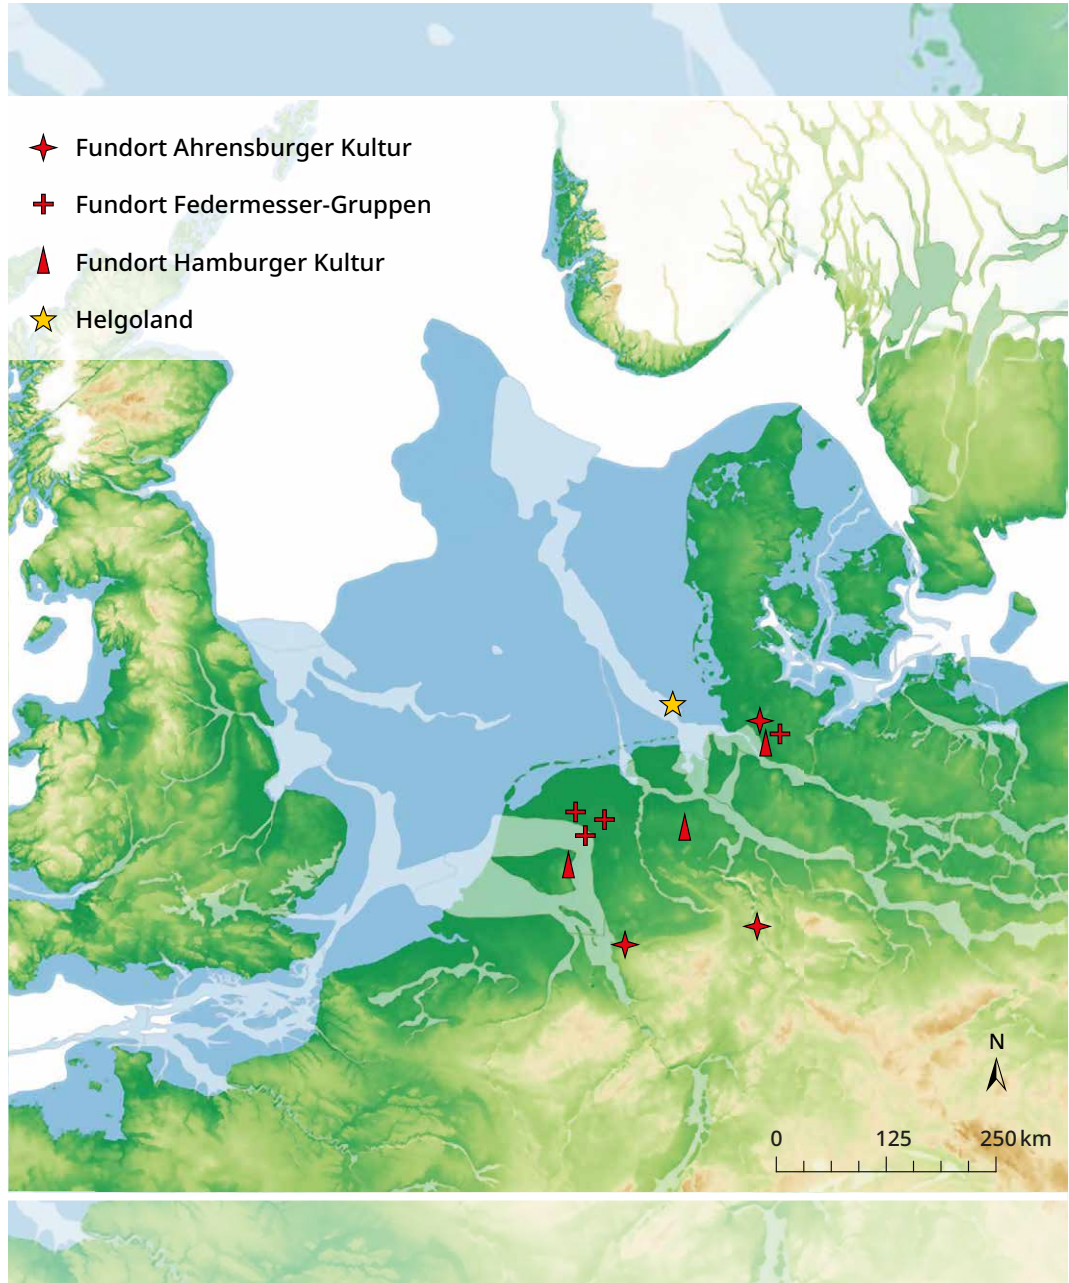 Fundort Ahrensburger Kultur
Fundort Federmesser-Gruppen
Fundort Hamburger Kultur
Helgoland
N
0 125 250 km